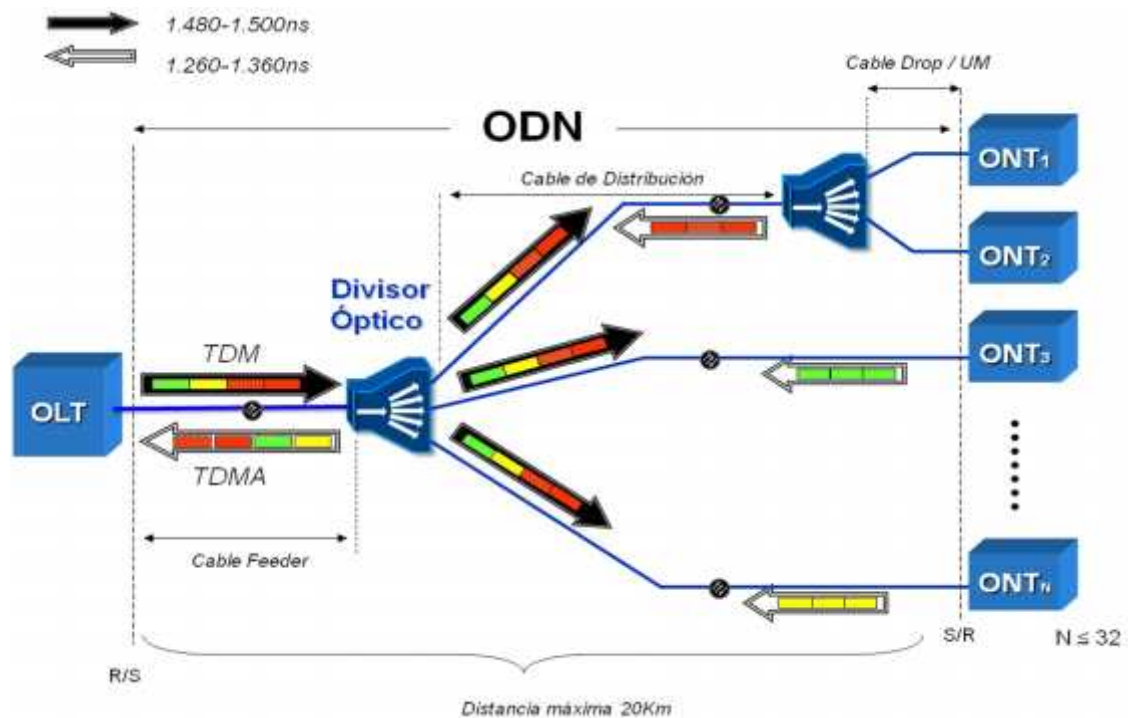 1.480-1.500ns
1.260-1.360ns
Cable Drop / UM
ODN
ONT1
Cable de Distribución
ONT2
Divisor
Óptico
TDM
ONT3
OLT
TDMA
Cable Feeder
ONTN
S/R
N ≤ 32
R/S
Distancia máxima 20Km